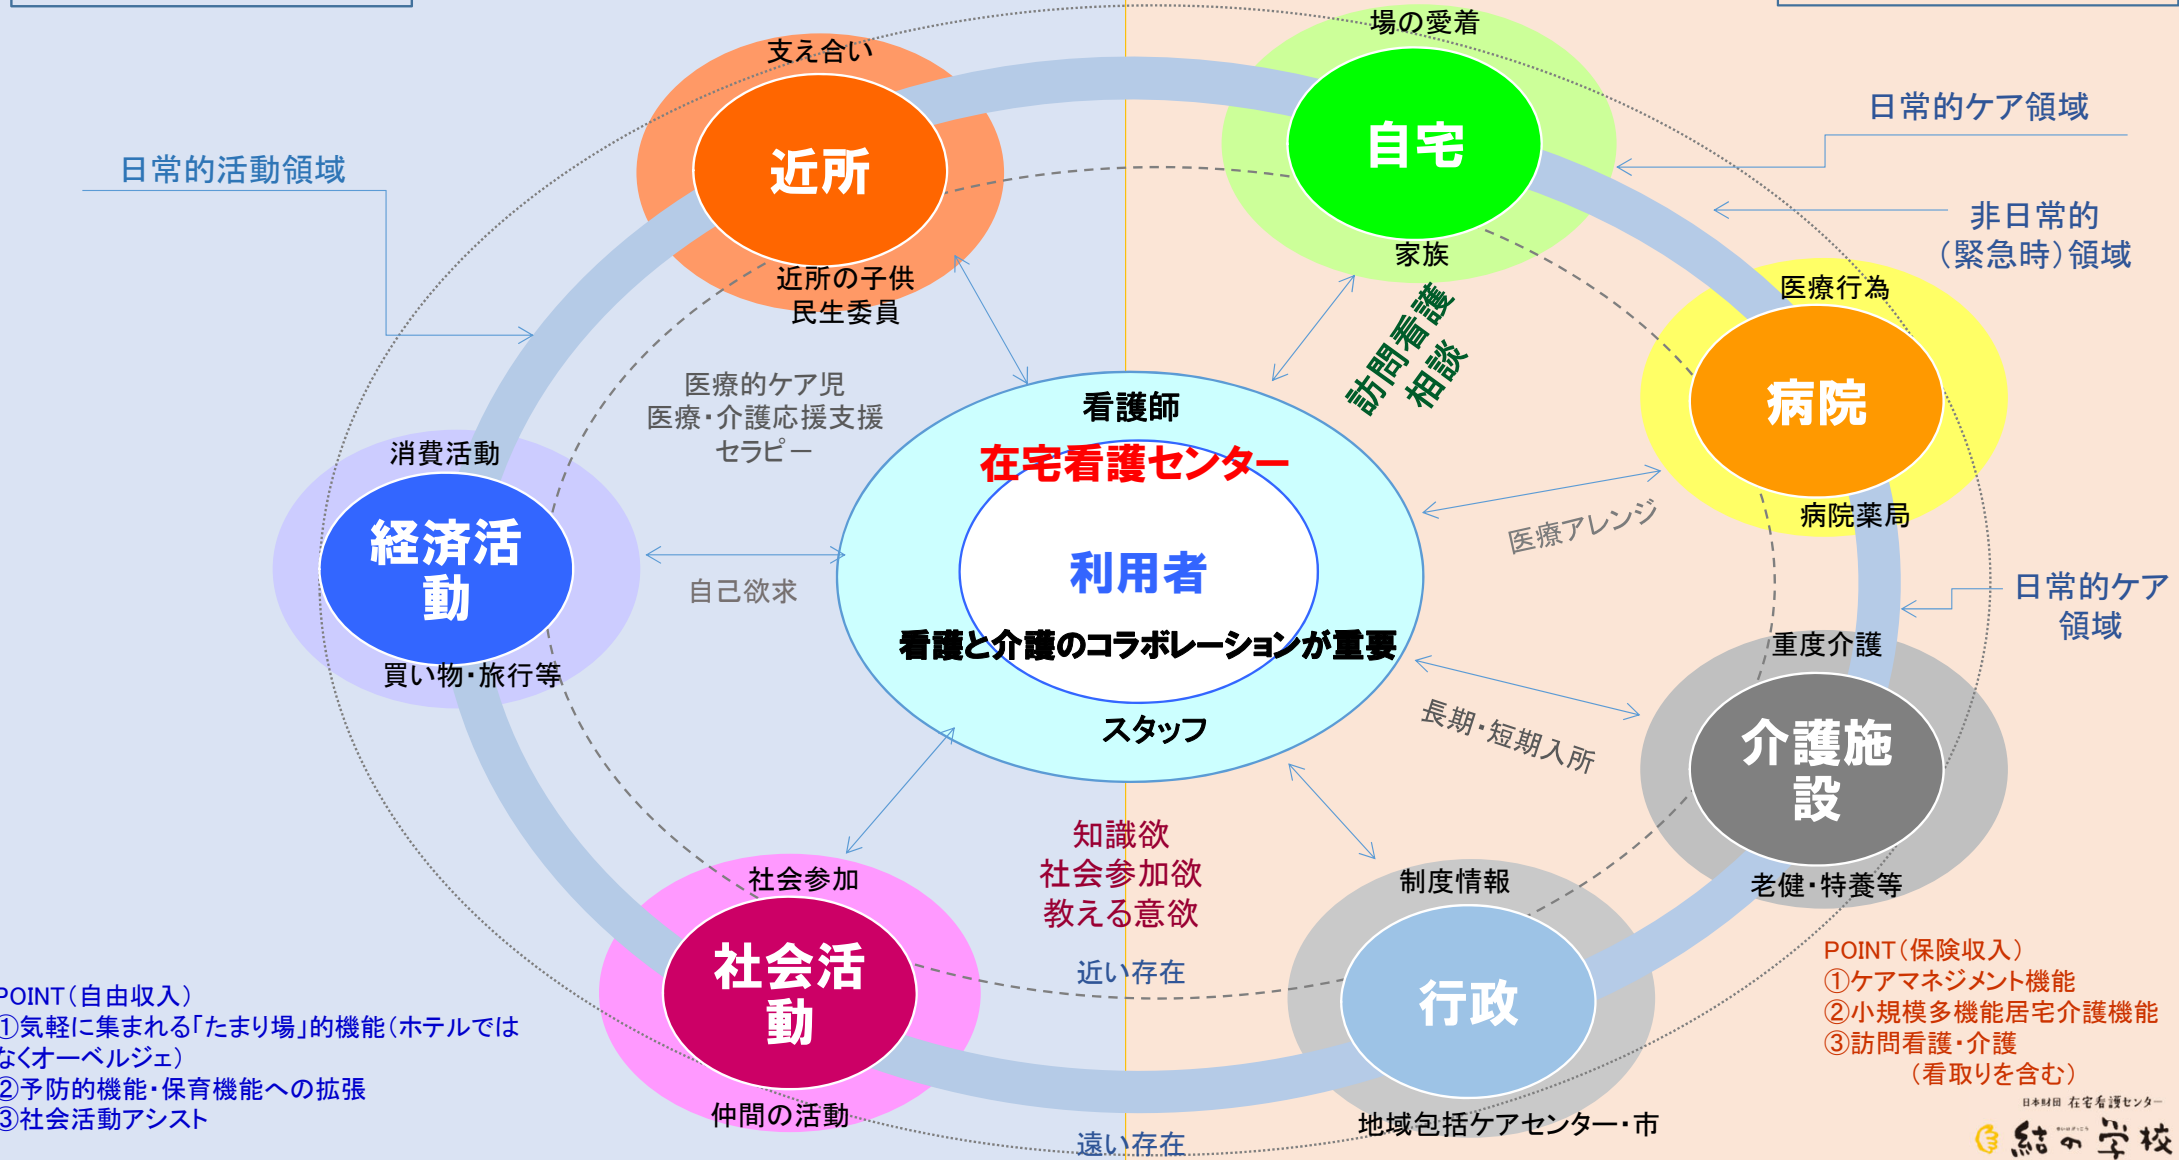 場の愛着
支え合い
自宅
近所
日常的ケア領域
日常的活動領域
非日常的
（緊急時）領域
家族
近所の子供
民生委員
医療行為
訪問看護
相談
病院
医療的ケア児
医療・介護応援支援
セラピー
看護師
在宅看護センター
消費活動
病院薬局
医療アレンジ
経済活
動
利用者
自己欲求
日常的ケア
領域
看護と介護のコラボレーションが重要
重度介護
買い物・旅行等
長期・短期入所
スタッフ
介護施
設
知識欲
社会参加欲
教える意欲
社会参加
制度情報
老健・特養等
社会活
動
近い存在
行政
POINT（保険収入）
①ケアマネジメント機能
②小規模多機能居宅介護機能
③訪問看護・介護
（看取りを含む）
POINT（自由収入）
①気軽に集まれる「たまり場」的機能（ホテルでは
なくオーベルジェ）
②予防的機能・保育機能への拡張
③社会活動アシスト
仲間の活動
地域包括ケアセンター・市
遠い存在
日本財団 在宅看護センター
結の学校